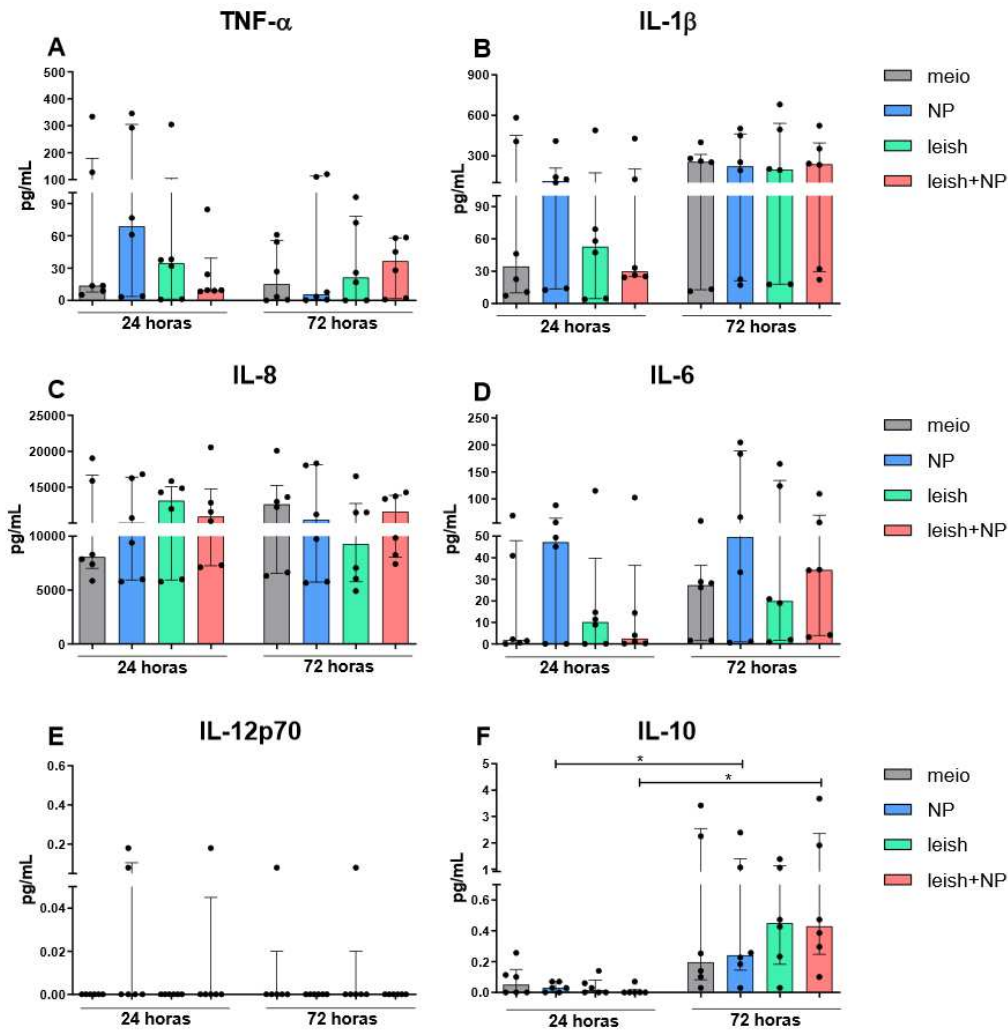 TNF-α
IL-1β
A
B
pg/mL
500
400
300
200
100
90
60
30
0
24 horas
72 horas
pg/mL
900
600
300
90
60
30
0
24 horas
72 horas
meio
NP
leish
leish+NP
IL-8
IL-6
C
D
pg/mL
25000
20000
15000
10000
5000
0
24 horas
72 horas
pg/mL
250
200
150
100
50
40
30
20
10
0
24 horas
72 horas
meio
NP
leish
leish+NP
IL-12p70
IL-10
E
F
pg/mL
0.6
0.4
0.2
0.04
0.02
0.00
24 horas
72 horas
pg/mL
5
4
3
2
1
0.6
0.4
0.2
0.0
*
*
24 horas
72 horas
meio
NP
leish
leish+NP